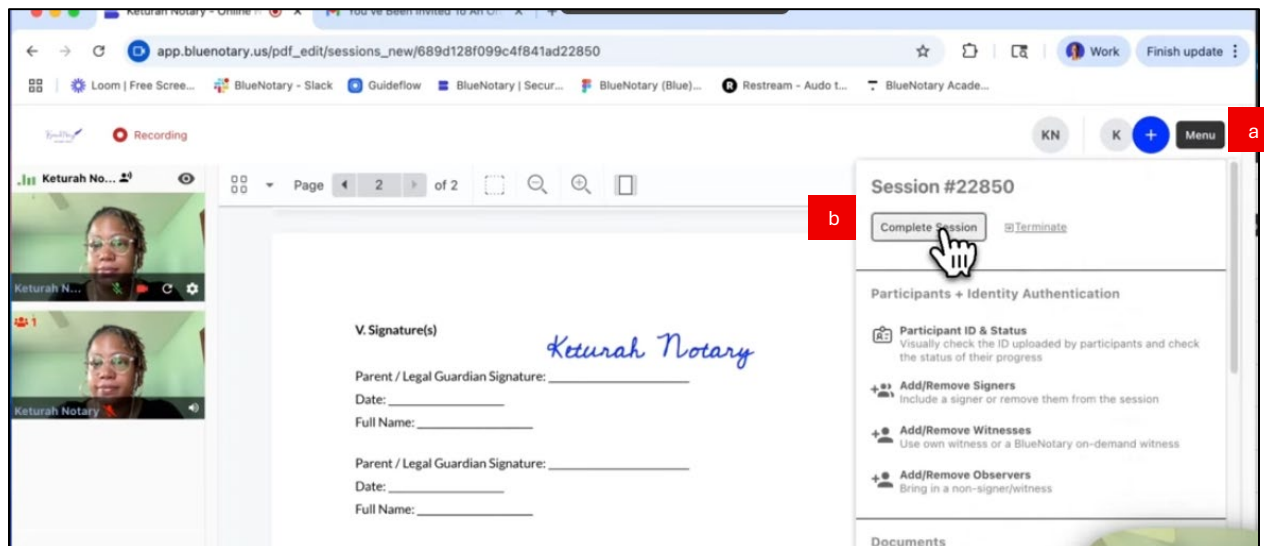 Keturah Notary - Online
You've Been Invited To An O
app.bluenotary.us/pdf_edit/sessions_new/689d128f099c4f841ad22850
Work
Finish update
Loom | Free Scree...
BlueNotary - Slack
Guideflow
BlueNotary | Secur...
BlueNotary (Blue)...
Restream - Audo t...
BlueNotary Acade...
Recording
KN
K
+
Menu
a
Keturah No...
Page 2 of 2
Session #22850
b
Complete Session
Terminate
Keturah N...
Participants + Identity Authentication
Participant ID & Status
Visually check the ID uploaded by participants and check
the status of their progress
Add/Remove Signers
Include a signer or remove them from the session
Add/Remove Witnesses
Use own witness or a BlueNotary on-demand witness
Add/Remove Observers
Bring in a non-signer/witness
Documents
1
Keturah Notary
V. Signature(s)
Keturah Notary
Parent / Legal Guardian Signature: ____________________
Date: ________________
Full Name: ________________
Parent / Legal Guardian Signature: ____________________
Date: ________________
Full Name: ________________